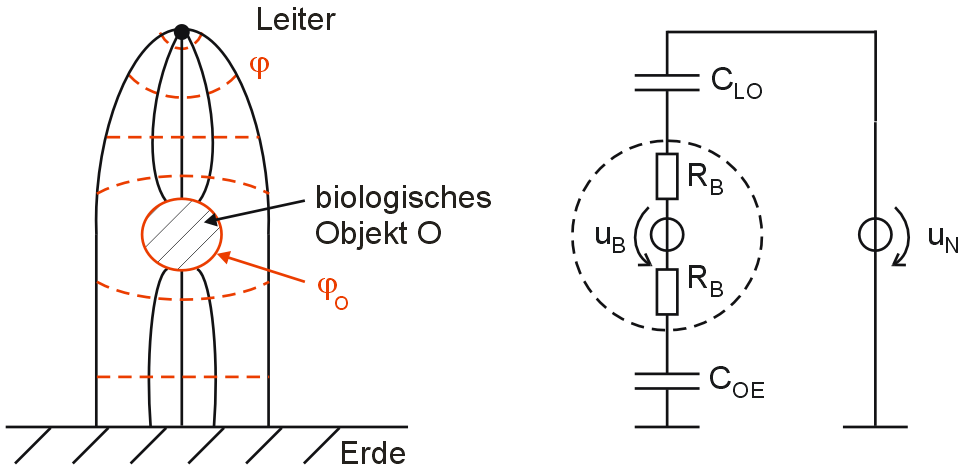 Leiter
φ
biologisches
Objekt O
φO
Erde
CLO
RB
uB
uN
RB
COE